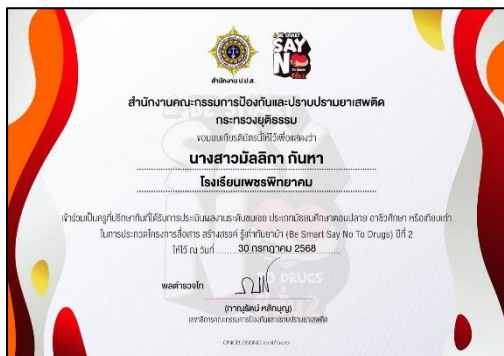 สำนักงาน ป.ป.ส.
BE SMART
SAY
NO
TO DRUGS
สำนักงานคณะกรรมการป้องกันและปราบปรามยาเสพติด
กระทรวงยุติธรรม
ขอมอบเกียรติบัตรนี้ให้ไว้เพื่อแสดงว่า
นางสาวมัลลิกา กันหา
โรงเรียนเพชรพิทยาคม
เข้าร่วมเป็นครูที่ปรึกษาทีมที่ได้รับการประเมินผลงานระดับชมเชย ประเภทมัธยมศึกษาตอนปลาย อาชีวศึกษา หรือเทียบเท่า
ในการประกวดโครงการสื่อสาร สร้างสรรค์ รู้เท่าทันยาบ้า (Be Smart Say No To Drugs) ปีที่ 2
ให้ไว้ ณ วันที่ 30 กรกฎาคม 2568
พลตำรวจโท
(ภาณุรัตน์ หลักบุญ)
เลขาธิการคณะกรรมการป้องกันและปราบปรามยาเสพติด